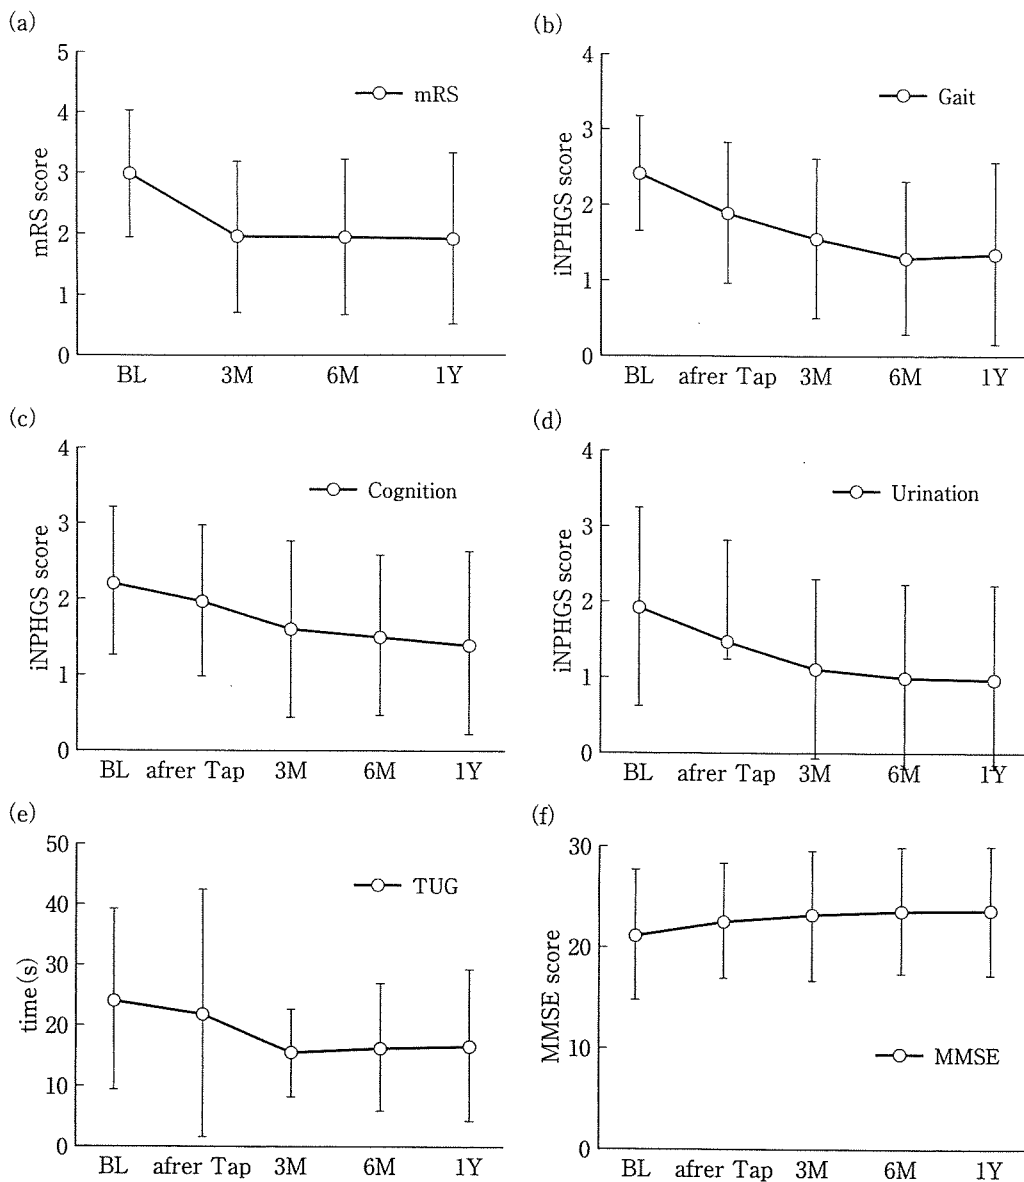 (a)
5
4
3
2
1
0
mRS score
mRS
BL 3M 6M 1Y
(b)
4
3
2
1
0
iNPHGS score
Gait
BL afrer Tap 3M 6M 1Y
(c)
4
3
2
1
0
iNPHGS score
Cognition
BL afrer Tap 3M 6M 1Y
(d)
4
3
2
1
0
iNPHGS score
Urination
BL afrer Tap 3M 6M 1Y
(e)
50
40
30
20
10
0
time (s)
TUG
BL afrer Tap 3M 6M 1Y
(f)
30
20
10
0
MMSE score
MMSE
BL afrer Tap 3M 6M 1Y